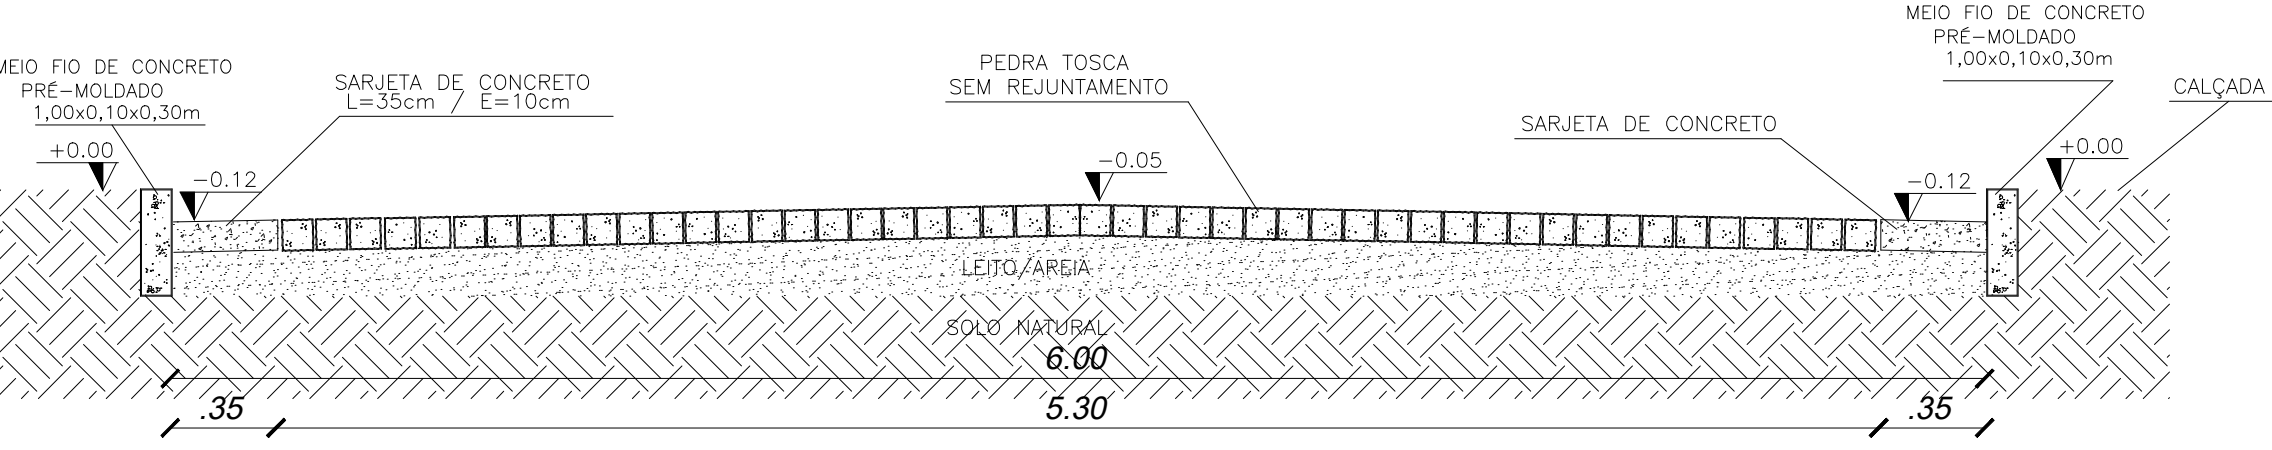 MEIO FIO DE CONCRETO
PRÉ-MOLDADO
1,00x0,10x0,30m
+0.00
SARJETA DE CONCRETO
L=35cm / E=10cm
-0.12
PEDRA TOSCA
SEM REJUNTAMENTO
-0.05
SARJETA DE CONCRETO
-0.12
MEIO FIO DE CONCRETO
PRÉ-MOLDADO
1,00x0,10x0,30m
+0.00
CALÇADA
LEITO/AREIA
SOLO NATURAL
6.00
.35
5.30
.35